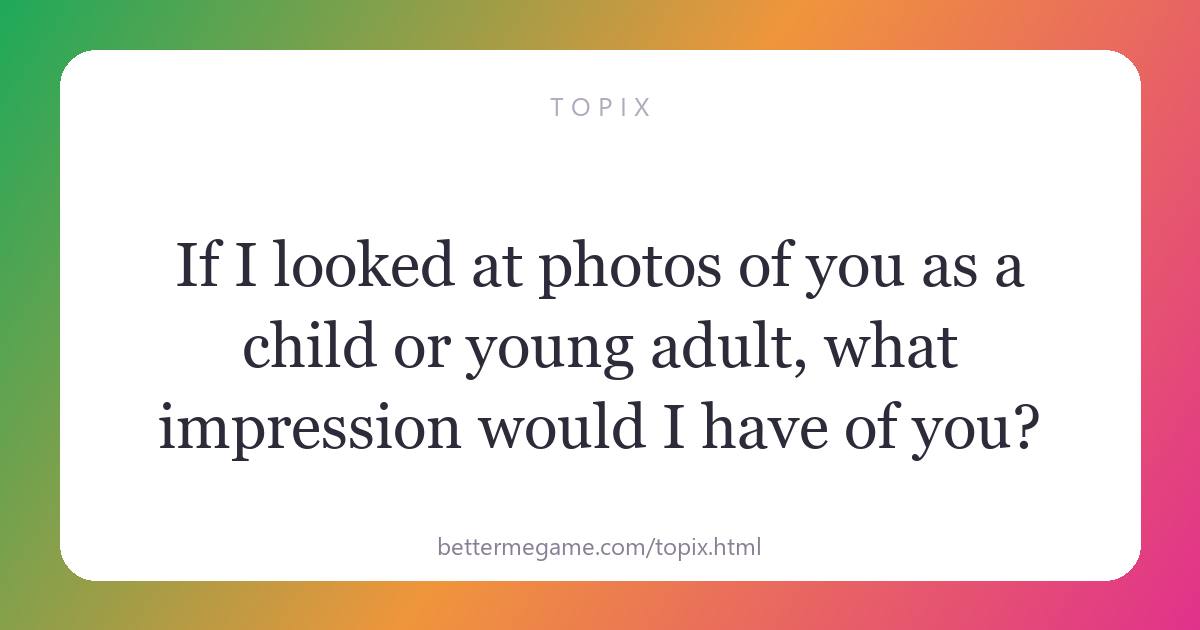 TOPIX
If I looked at photos of you as a
child or young adult, what
impression would I have of you?
bettermegame.com/topix.html